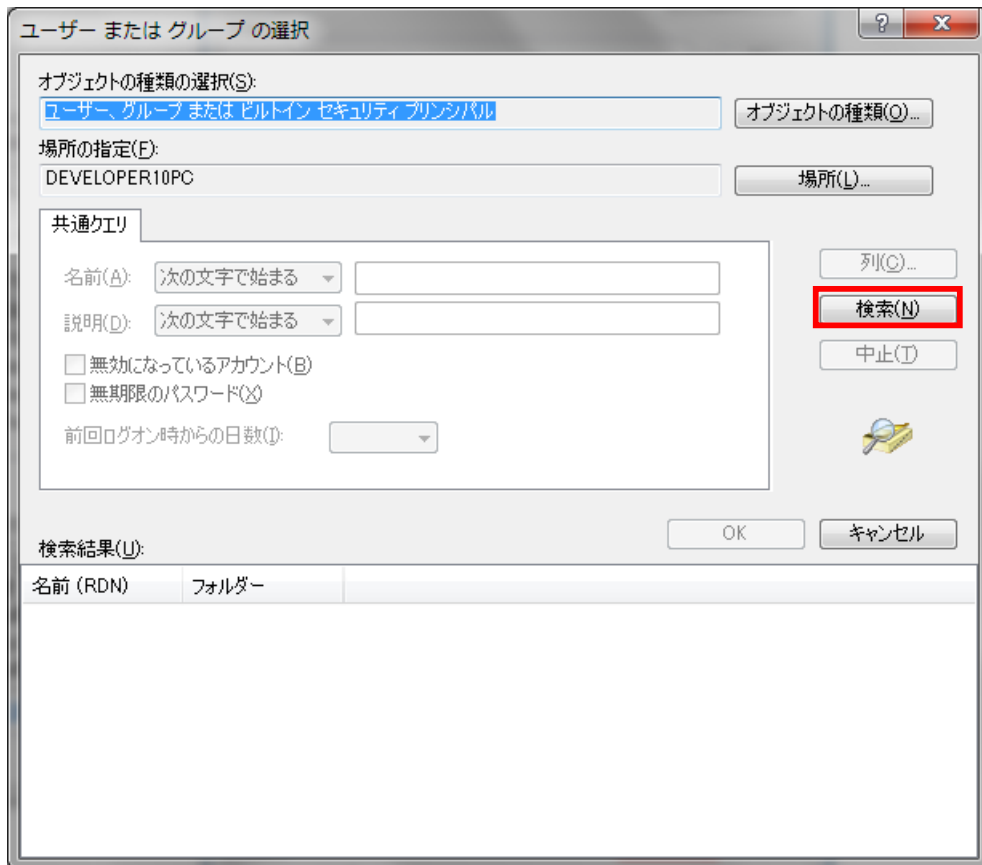 ユーザー または グループ の選択
オブジェクトの種類の選択(S):
ユーザー、グループ または ビルトイン セキュリティ プリンシパル
オブジェクトの種類(O)...
場所の指定(F):
DEVELOPER10PC
場所(L)...
共通クエリ
名前(A):
次の文字で始まる
列(C)...
検索(N)
説明(D):
次の文字で始まる
中止(T)
無効になっているアカウント(B)
無期限のパスワード(X)
前回ログオン時からの日数(I):
OK
キャンセル
検索結果(U):
名前 (RDN)
フォルダー